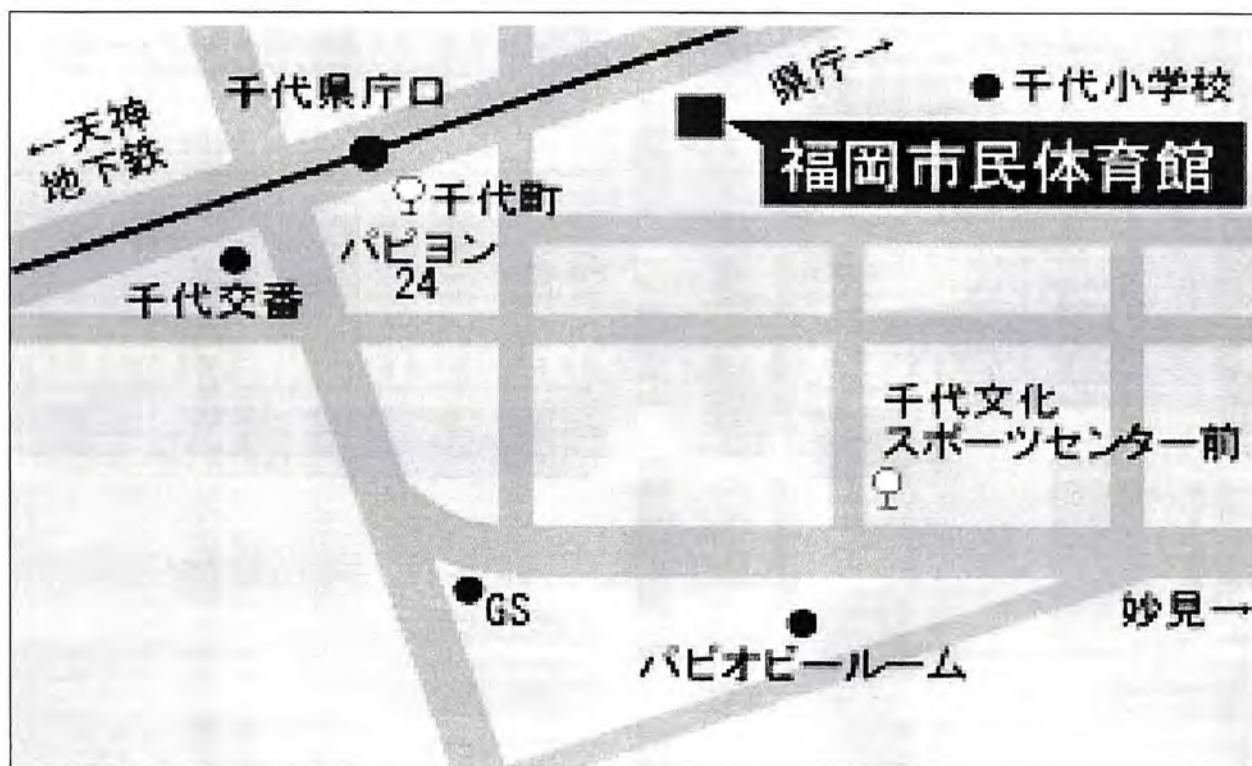 千代県庁口
県庁→
千代小学校
←天神
地下鉄
福岡市民体育館
千代町
パピヨン
24
千代交番
千代文化
スポーツセンター前
GS
妙見→
パピオビールーム